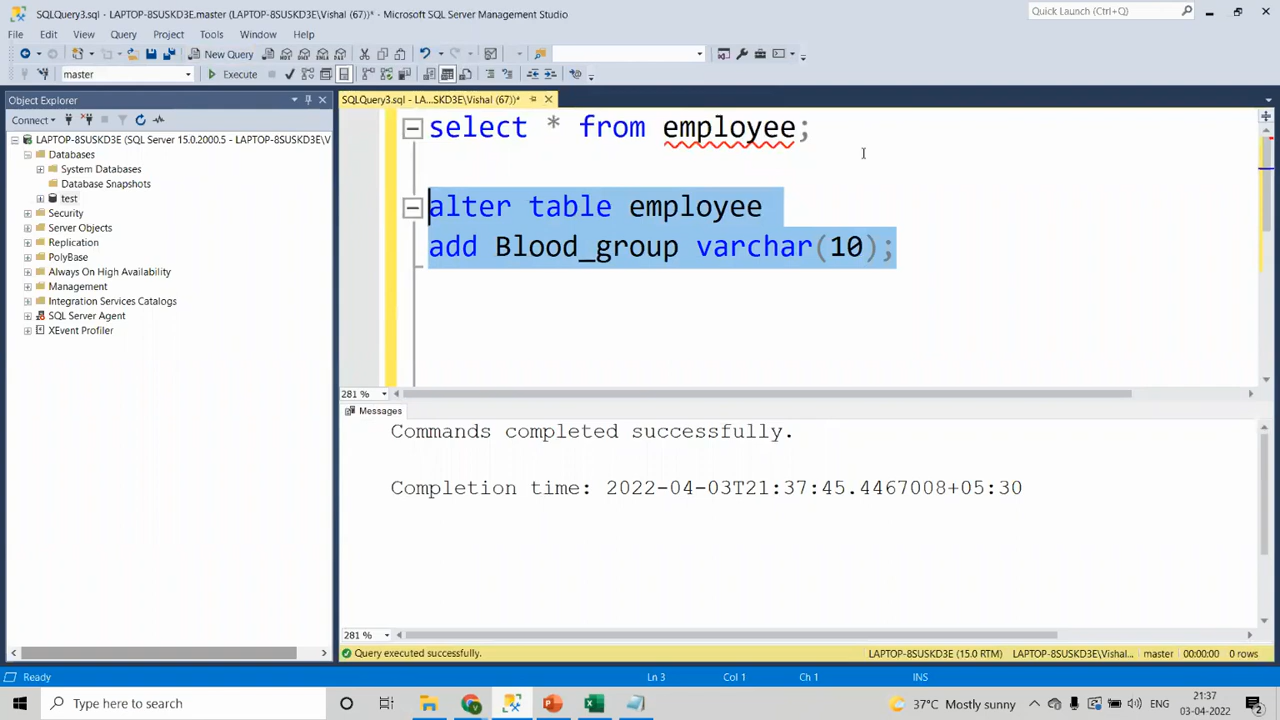 SQLQuery3.sql - LAPTOP-8SUSKD3E.master (LAPTOP-8SUSKD3E\Vishal (67))* - Microsoft SQL Server Management Studio
Quick Launch (Ctrl+Q)
File Edit View Query Project Tools Window Help
New Query
master
Execute
Object Explorer
SQLQuery3.sql - LA...SKD3E\Vishal (67))*
Connect
LAPTOP-8SUSKD3E (SQL Server 15.0.2000.5 - LAPTOP-8SUSKD3E\V
Databases
System Databases
Database Snapshots
test
Security
Server Objects
Replication
PolyBase
Always On High Availability
Management
Integration Services Catalogs
SQL Server Agent
XEvent Profiler
select * from employee;
alter table employee
add Blood_group varchar(10);
281 %
Messages
Commands completed successfully.
Completion time: 2022-04-03T21:37:45.4467008+05:30
281 %
Query executed successfully.
LAPTOP-8SUSKD3E (15.0 RTM)
LAPTOP-8SUSKD3E\Vishal...
master
00:00:00
0 rows
Ready
Ln 3
Col 1
Ch 1
INS
Type here to search
37°C Mostly sunny
ENG
21:37
03-04-2022
2